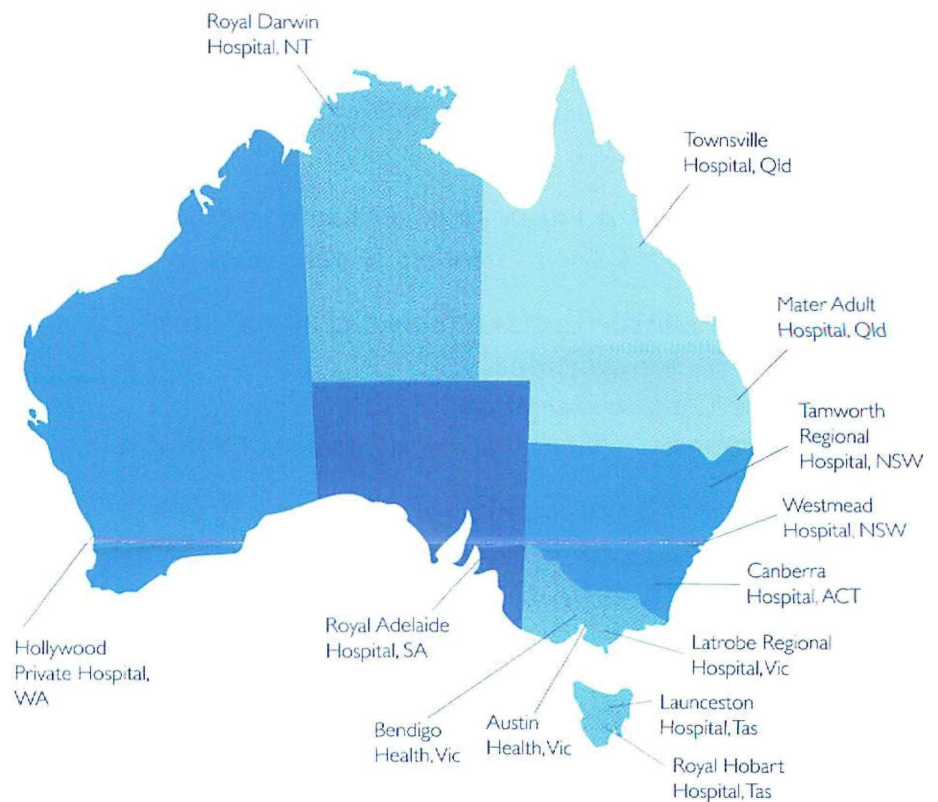 Royal Darwin
Hospital, NT
Townsville
Hospital, Qld
Mater Adult
Hospital, Qld
Tamworth
Regional
Hospital, NSW
Westmead
Hospital, NSW
Canberra
Hospital, ACT
Latrobe Regional
Hospital, Vic
Launceston
Hospital, Tas
Royal Hobart
Hospital, Tas
Austin
Health, Vic
Bendigo
Health, Vic
Royal Adelaide
Hospital, SA
Hollywood
Private Hospital,
WA